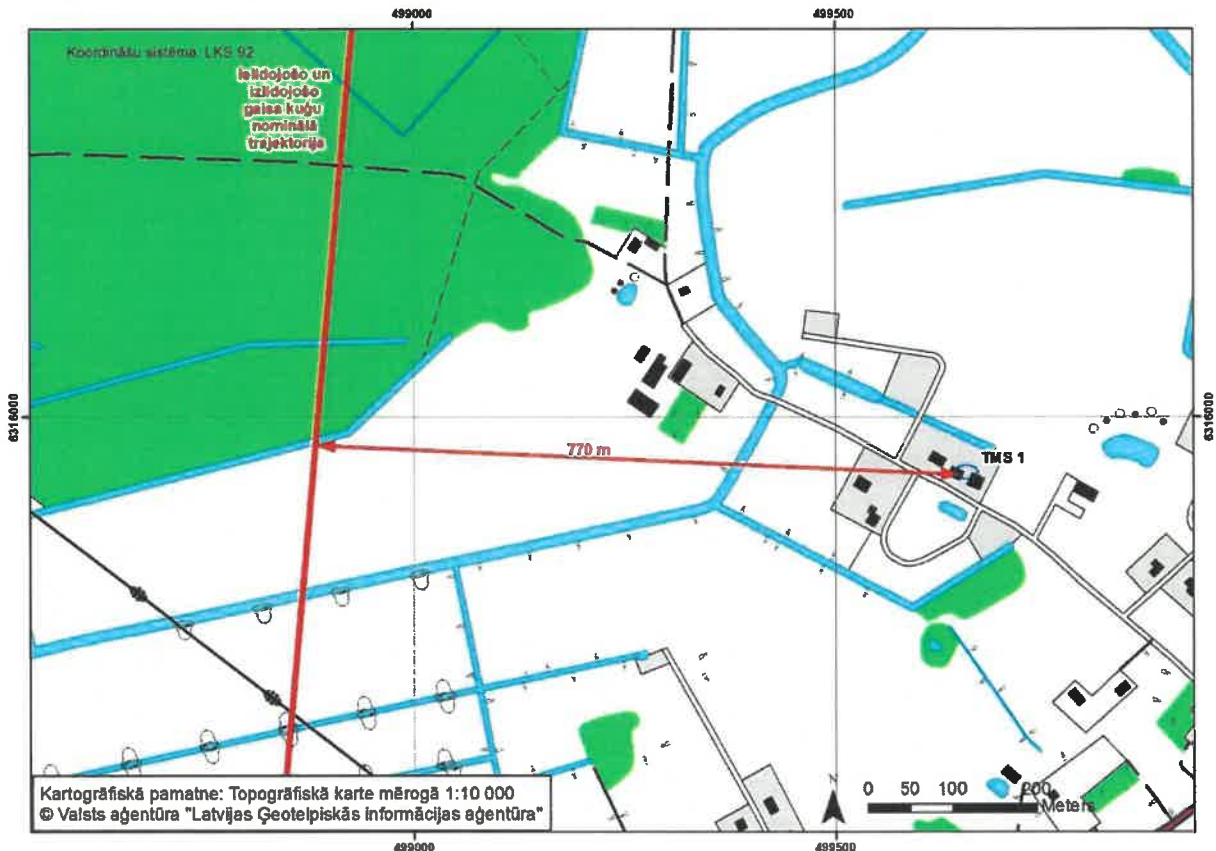 499000
499500
Koordinātu sistēma: LKS 92
Ielidojošo un
izlidojošo
gaisa kuģu
nominālā
trajektorija
6316000
6316000
770 m
TMS 1
Kartogrāfiskā pamatne: Topogrāfiskā karte mērogā 1:10 000
© Valsts aģentūra "Latvijas Ģeotelpiskās informācijas aģentūra"
0 50 100 200
Meters
499000
499500